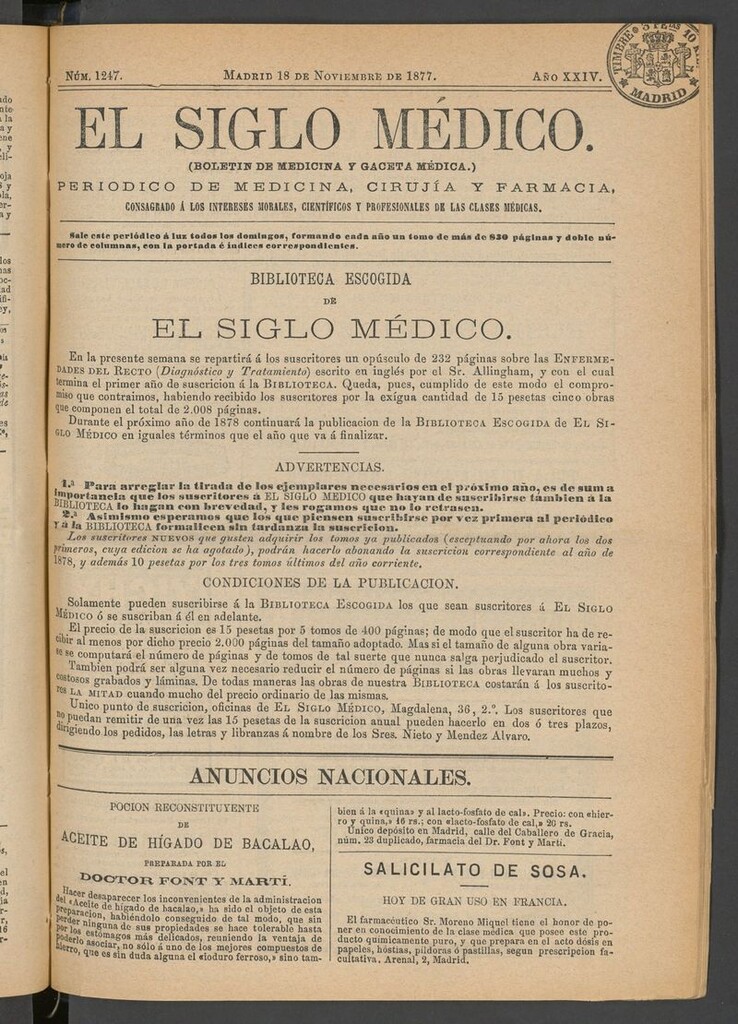 NÚM. 1247. MADRID 18 DE NOVIEMBRE DE 1877. AÑO XXIV.
TIMBRE
MADRID
EL SIGLO MÉDICO.
(BOLETIN DE MEDICINA Y GACETA MÉDICA.)
PERIODICO DE MEDICINA, CIRUJÍA Y FARMACIA,
CONSAGRADO Á LOS INTERESES MORALES, CIENTÍFICOS Y PROFESIONALES DE LAS CLASES MÉDICAS.
Sale este periódico á luz todos los domingos, formando cada año un tomo de más de 830 páginas y doble nú-
mero de columnas, con la portada é índices correspondientes.
BIBLIOTECA ESCOGIDA
DE
EL SIGLO MÉDICO.
En la presente semana se repartirá á los suscritores un opúsculo de 232 páginas sobre las ENFERME-
DADES DEL RECTO (Diagnóstico y Tratamiento) escrito en inglés por el Sr. Allingham, y con el cual
termina el primer año de suscricion á la BIBLIOTECA. Queda, pues, cumplido de este modo el compro-
miso que contraimos, habiendo recibido los suscritores por la exígua cantidad de 15 pesetas cinco obras
que componen el total de 2.008 páginas.
Durante el próximo año de 1878 continuará la publicacion de la BIBLIOTECA ESCOGIDA DE EL SI-
GLO MÉDICO en iguales términos que el año que vá á finalizar.
ADVERTENCIAS.
1.ª Para arreglar la tirada de los ejemplares necesarios en el próximo año, es de suma
importancia que los suscritores á EL SIGLO MEDICO que hayan de suscribirse tambien á la
BIBLIOTECA lo hagan con brevedad, y les rogamos que no lo retrasen.
2.ª Asimismo esperamos que los que piensen suscribirse por vez primera al periódico
y á la BIBLIOTECA formalicen sin tardanza la suscricion.
Los suscritores NUEVOS que gusten adquirir los tomos ya publicados (esceptuando por ahora los dos
primeros, cuya edicion se ha agotado), podrán hacerlo abonando la suscricion correspondiente al año de
1878, y además 10 pesetas por los tres tomos últimos del año corriente.
CONDICIONES DE LA PUBLICACION.
Solamente pueden suscribirse á la BIBLIOTECA ESCOGIDA los que sean suscritores á EL SIGLO
MÉDICO ó se suscriban á él en adelante.
El precio de la suscricion es 15 pesetas por 5 tomos de 400 páginas; de modo que el suscritor ha de re-
cibir al menos por dicho precio 2.000 páginas del tamaño adoptado. Mas si el tamaño de alguna obra varia-
se se computará el número de páginas y de tomos de tal suerte que nunca salga perjudicado el suscritor.
Tambien podrá ser alguna vez necesario reducir el número de páginas si las obras llevaran muchos y
costosos grabados y láminas. De todas maneras las obras de nuestra BIBLIOTECA costarán á los suscrito-
res LA MITAD cuando mucho del precio ordinario de las mismas.
Unico punto de suscricion, oficinas de EL SIGLO MÉDICO, Magdalena, 36, 2.º. Los suscritores que
no puedan remitir de una vez las 15 pesetas de la suscricion anual pueden hacerlo en dos ó tres plazos,
dirigiendo los pedidos, las letras y libranzas á nombre de los Sres. Nieto y Mendez Alvaro.
ANUNCIOS NACIONALES.
POCION RECONSTITUYENTE
DE
ACEITE DE HÍGADO DE BACALAO,
PREPARADA POR EL
DOCTOR FONT Y MARTÍ.
Hacer desaparecer los inconvenientes de la administracion
del «Aceite de hígado de bacalao,» ha sido el objeto de esta
preparacion, habiéndolo conseguido de tal modo, que sin
perder ninguna de sus propiedades se hace tolerable hasta
por los estómagos más delicados, reuniendo la ventaja de
poderlo asociar, no sólo á uno de los mejores compuestos de
hierro, que es sin duda alguna el «ioduro ferroso,» sino tam-
bien á la «quina» y al lacto-fosfato de cal». Precio: con «hier-
ro y quina,» 16 rs.; con «lacto-fosfato de cal,» 20 rs.
Unico depósito en Madrid, calle del Caballero de Gracia,
núm. 23 duplicado, farmacia del Dr. Font y Martí.
SALICILATO DE SOSA.
HOY DE GRAN USO EN FRANCIA.
El farmacéutico Sr. Moreno Miquel tiene el honor de po-
ner en conocimiento de la clase médica que posee este pro-
ducto químicamente puro, y que prepara en el acto dósis en
papeles, hóstias, píldoras ó pastillas, segun prescripcion fa-
cultativa. Arenal, 2, Madrid.